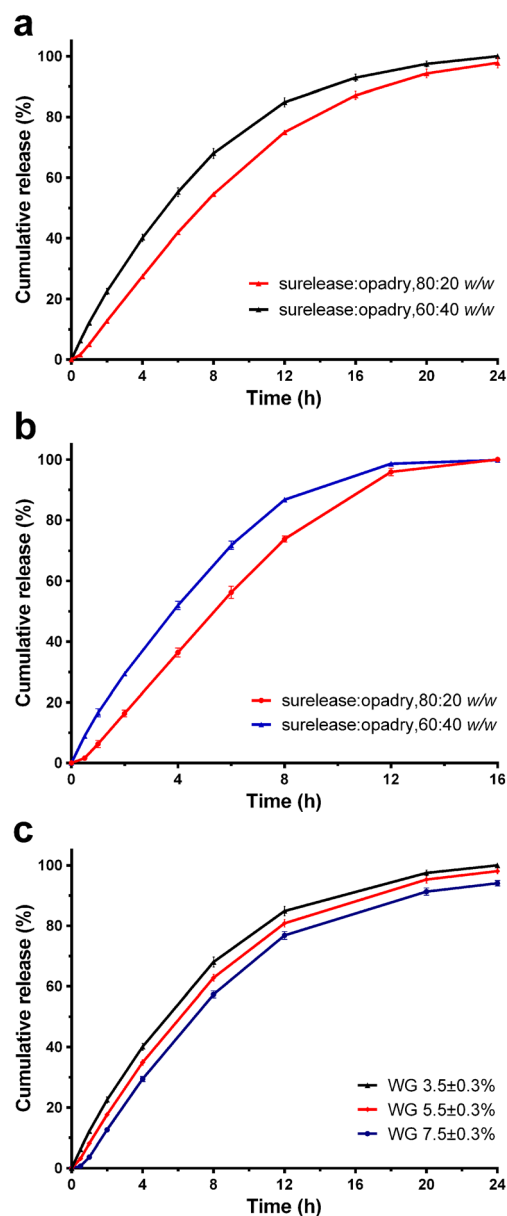 a
100
80
60
40
20
0
Cumulative release (%)
surelease:opadry,80:20 w/w
surelease:opadry,60:40 w/w
0 4 8 12 16 20 24
Time (h)
b
100
80
60
40
20
0
Cumulative release (%)
surelease:opadry,80:20 w/w
surelease:opadry,60:40 w/w
0 4 8 12 16
Time (h)
c
100
80
60
40
20
0
Cumulative release (%)
WG 3.5±0.3%
WG 5.5±0.3%
WG 7.5±0.3%
0 4 8 12 16 20 24
Time (h)